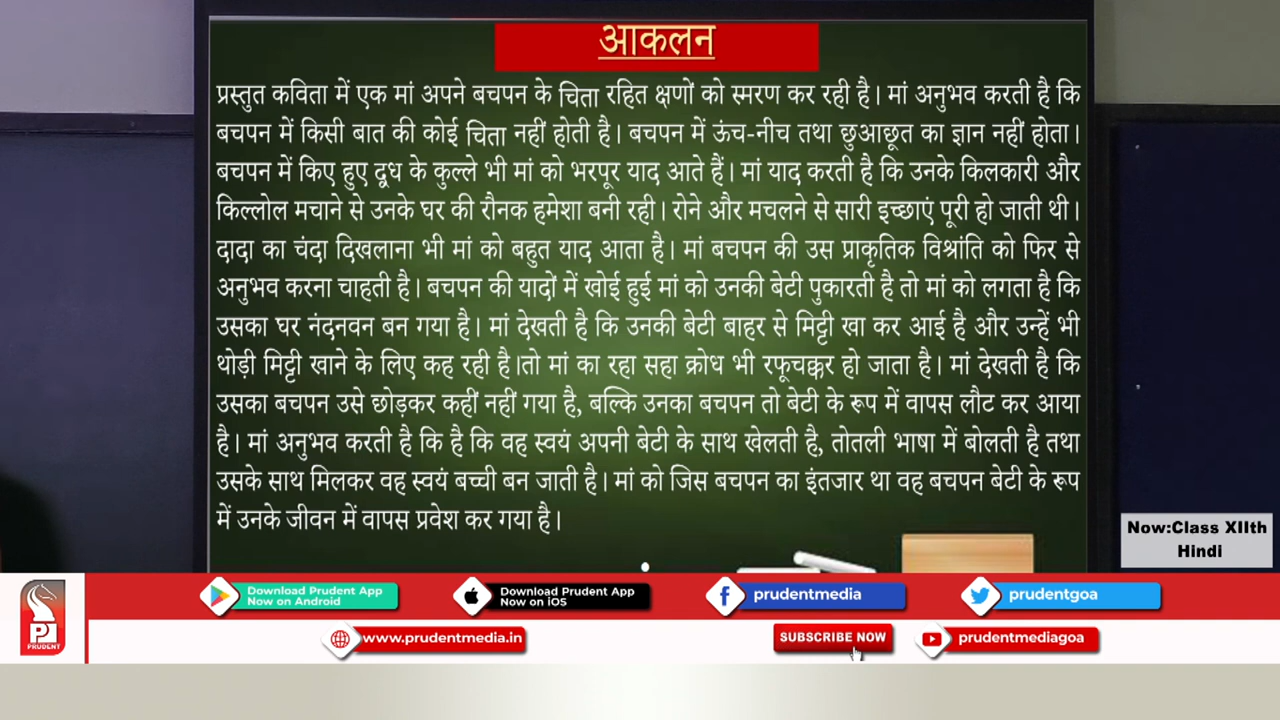 आकलन
प्रस्तुत कविता में एक मां अपने बचपन के चिता रहित क्षणों को स्मरण कर रही है। मां अनुभव करती है कि
बचपन में किसी बात की कोई चिता नहीं होती है। बचपन में ऊंच-नीच तथा छुआछूत का ज्ञान नहीं होता।
बचपन में किए हुए दूध के कुल्ले भी मां को भरपूर याद आते हैं। मां याद करती है कि उनके किलकारी और
किल्लोल मचाने से उनके घर की रौनक हमेशा बनी रही। रोने और मचलने से सारी इच्छाएं पूरी हो जाती थी।
दादा का चंदा दिखलाना भी मां को बहुत याद आता है। मां बचपन की उस प्राकृतिक विश्रांति को फिर से
अनुभव करना चाहती है। बचपन की यादों में खोई हुई मां को उनकी बेटी पुकारती है तो मां को लगता है कि
उसका घर नंदनवन बन गया है। मां देखती है कि उनकी बेटी बाहर से मिट्टी खा कर आई है और उन्हें भी
थोड़ी मिट्टी खाने के लिए कह रही है।तो मां का रहा सहा क्रोध भी रफूचक्कर हो जाता है। मां देखती है कि
उसका बचपन उसे छोड़कर कहीं नहीं गया है, बल्कि उनका बचपन तो बेटी के रूप में वापस लौट कर आया
है। मां अनुभव करती है कि है कि वह स्वयं अपनी बेटी के साथ खेलती है, तोतली भाषा में बोलती है तथा
उसके साथ मिलकर वह स्वयं बच्ची बन जाती है। मां को जिस बचपन का इंतजार था वह बचपन बेटी के रूप
में उनके जीवन में वापस प्रवेश कर गया है।
Now:Class XIIth
Hindi
Download Prudent App
Now on Android
Download Prudent App
Now on iOS
prudentmedia
prudentgoa
PRUDENT
www.prudentmedia.in
SUBSCRIBE NOW
prudentmediagoa